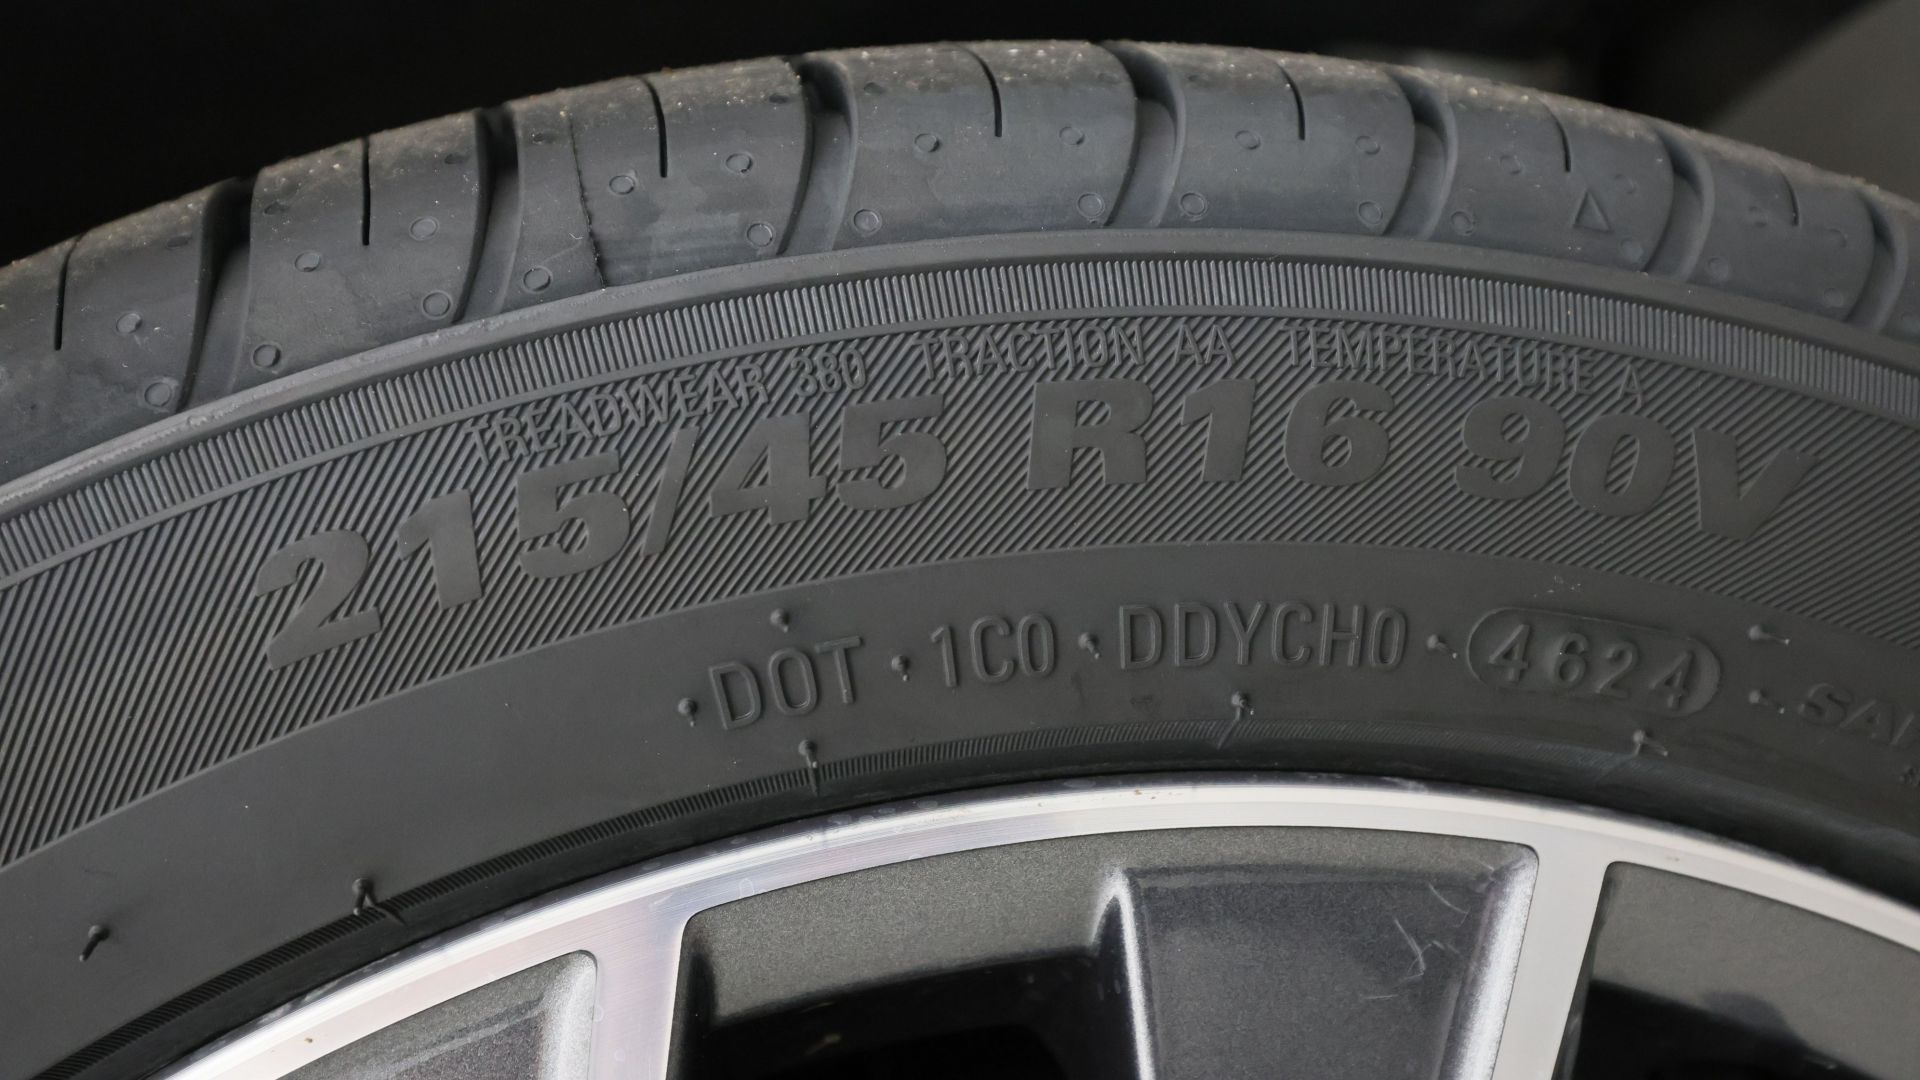 TREADWEAR 380 TRACTION AA TEMPERATURE A
215/45 R16 90V
DOT 1C0 DDYCH0 4624